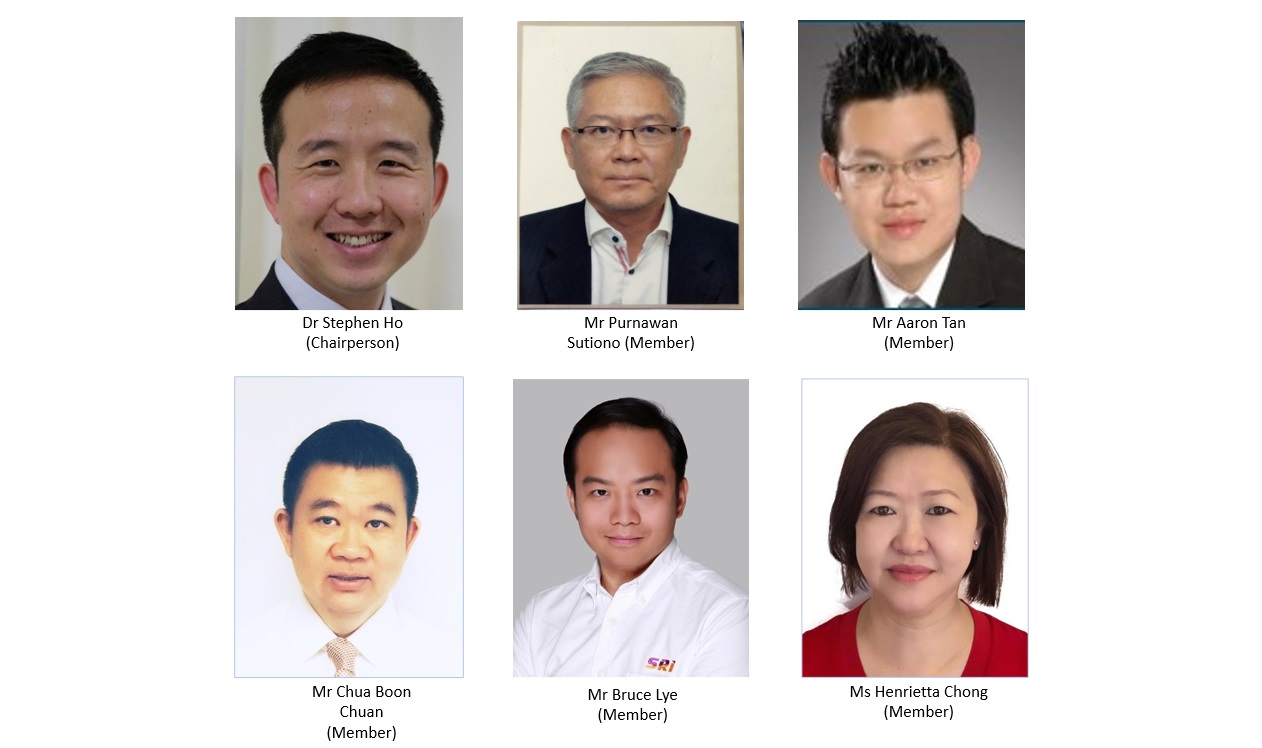 Dr Stephen Ho
(Chairperson)
Mr Purnawan
Sutiono (Member)
Mr Aaron Tan
(Member)
SRI
Mr Chua Boon
Chuan
(Member)
Mr Bruce Lye
(Member)
Ms Henrietta Chong
(Member)